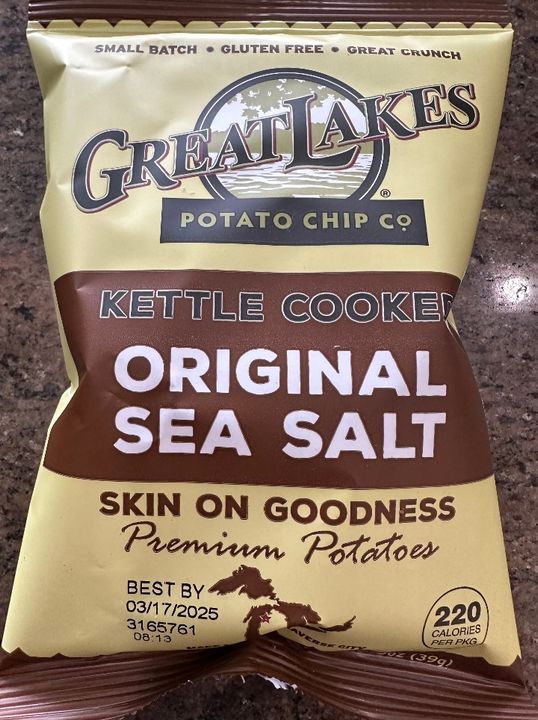 SMALL BATCH • GLUTEN FREE • GREAT CRUNCH
GREAT LAKES
®
POTATO CHIP Co
KETTLE COOKED
ORIGINAL
SEA SALT
SKIN ON GOODNESS
Premium Potatoes
BEST BY
03/17/2025
3165761
08:13
220
CALORIES
PER PKG
CITY
(39g)